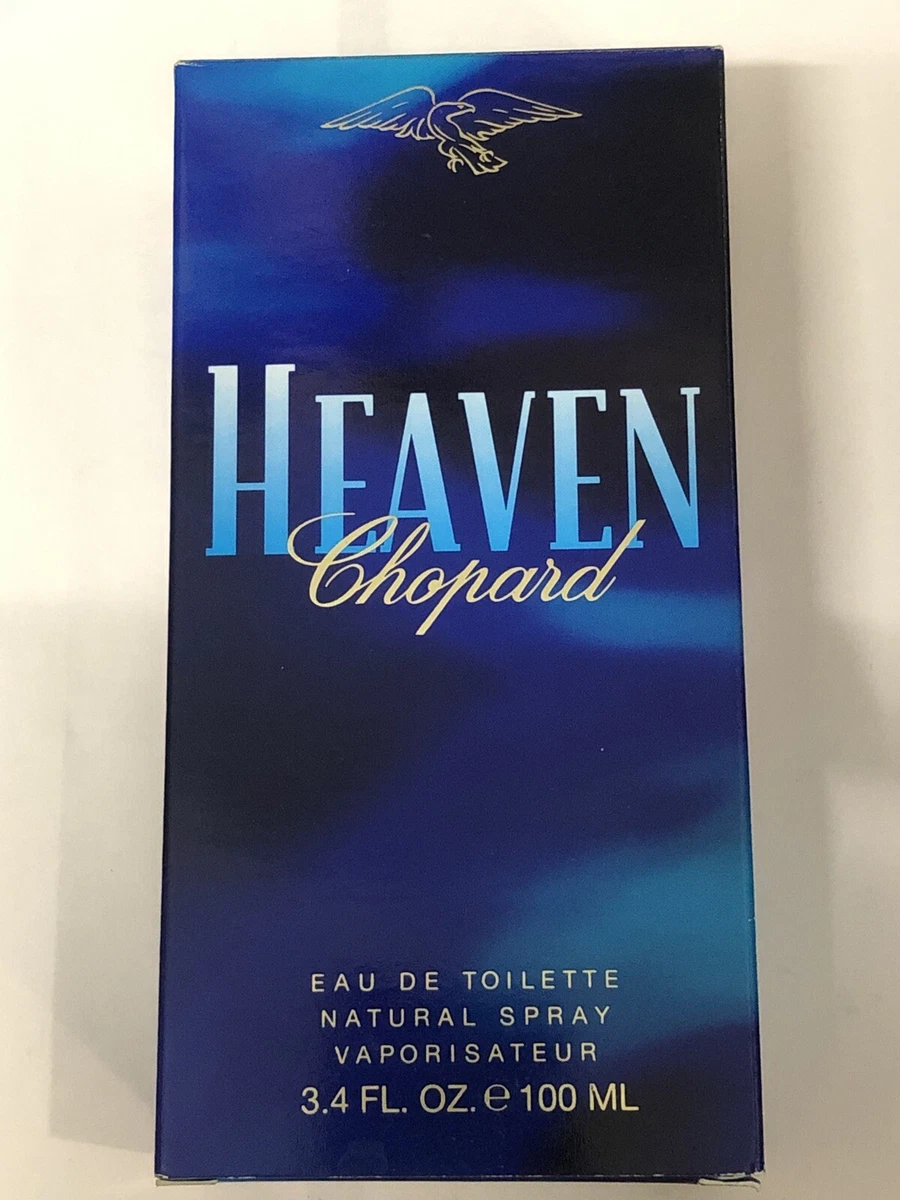 HEAVEN
Chopard
EAU DE TOILETTE
NATURAL SPRAY
VAPORISATEUR
3.4 FL. OZ. ℮ 100 ML